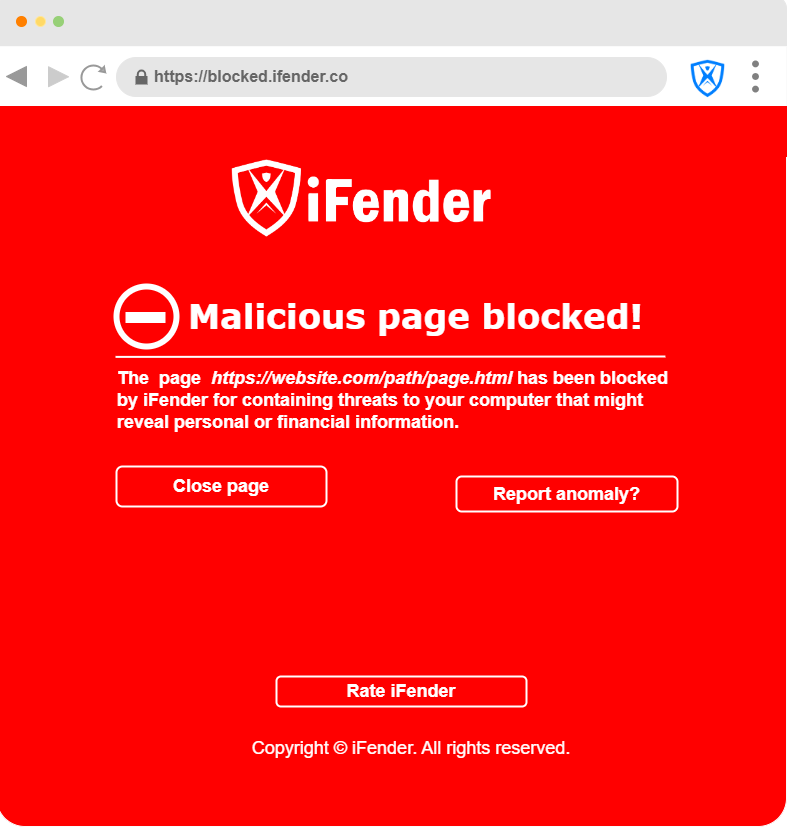 https://blocked.ifender.co
iFender
Malicious page blocked!
The page https://website.com/path/page.html has been blocked
by iFender for containing threats to your computer that might
reveal personal or financial information.
Close page
Report anomaly?
Rate iFender
Copyright © iFender. All rights reserved.